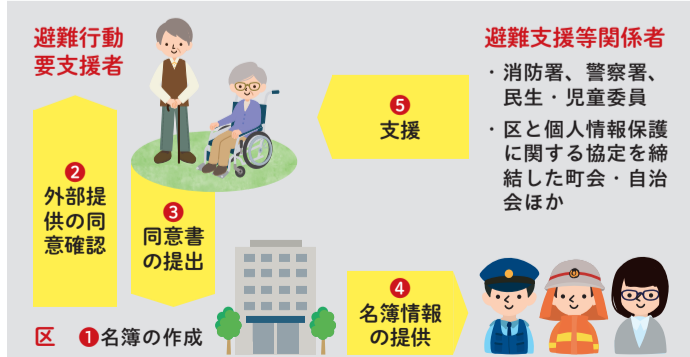 避難行動
要支援者
❷
外部提
供の同
意確認
❸
同意書
の提出
区 ❶名簿の作成
❺
支援
❹
名簿情報
の提供
避難支援等関係者
・消防署、警察署、
民生・児童委員
・区と個人情報保護
に関する協定を締
結した町会・自治
会ほか